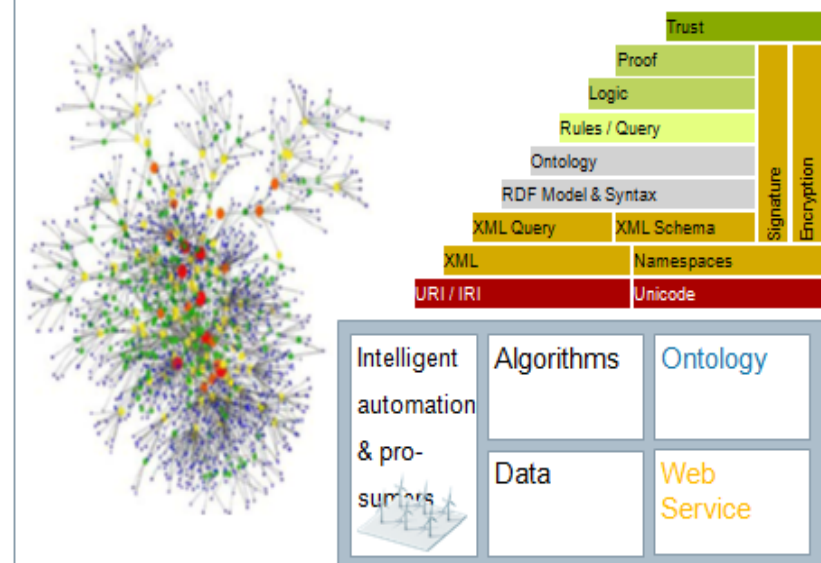 Trust
Proof
Logic
Rules / Query
Ontology
RDF Model & Syntax
XML Query
XML Schema
XML
Namespaces
URI / IRI
Unicode
Signature
Encryption
Intelligent
automation
& pro-
sumers
Algorithms
Ontology
Data
Web
Service